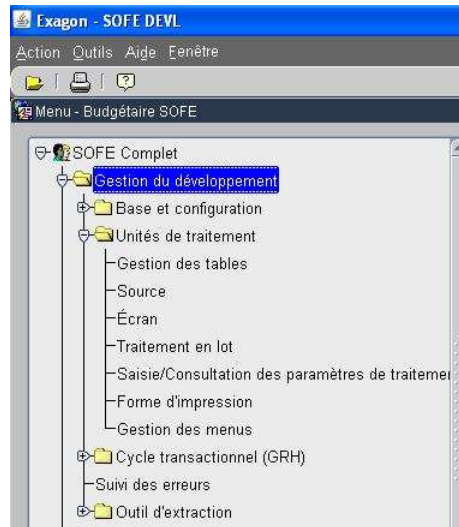 Exagon - SOFE DEVL
Action Outils Aide Fenêtre
Menu - Budgétaire SOFE
SOFE Complet
Gestion du développement
Base et configuration
Unités de traitement
Gestion des tables
Source
Écran
Traitement en lot
Saisie/Consultation des paramètres de traitemen
Forme d'impression
Gestion des menus
Cycle transactionnel (GRH)
Suivi des erreurs
Outil d'extraction